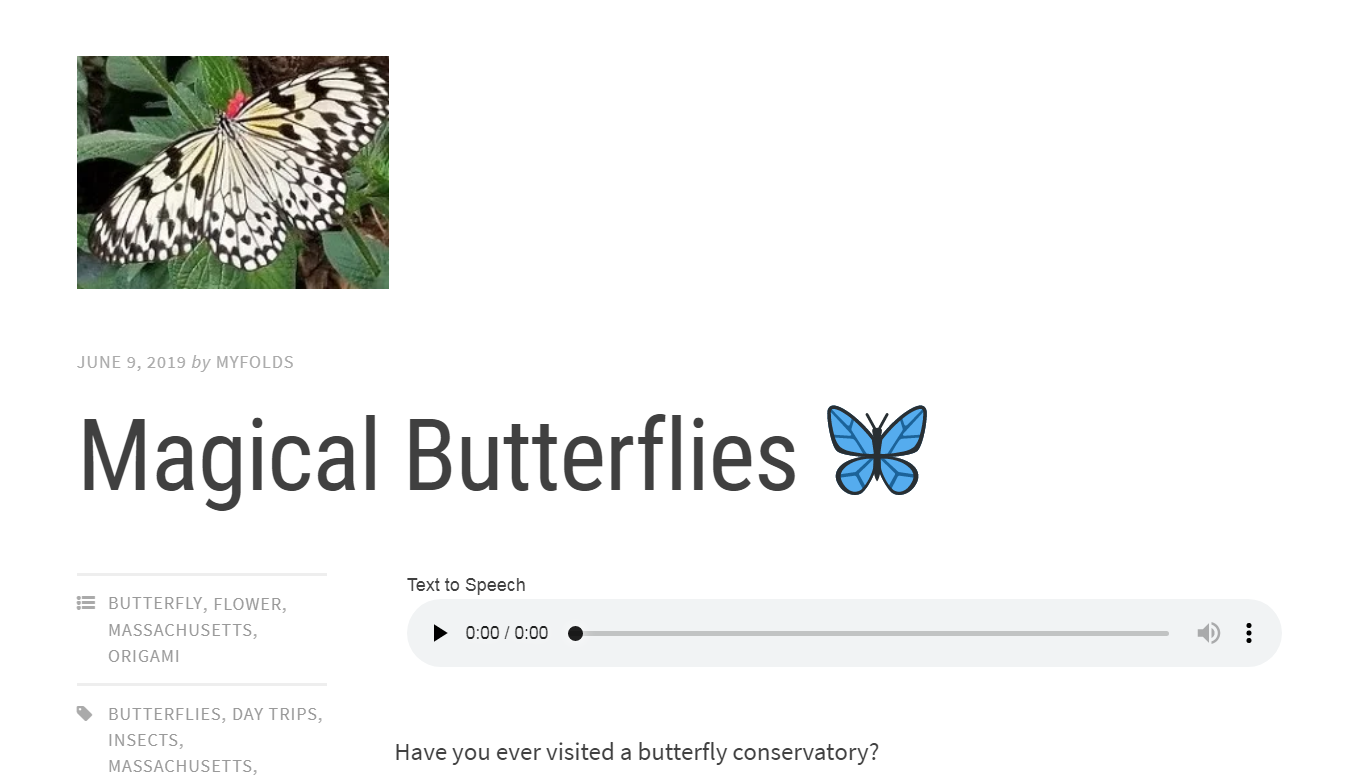 JUNE 9, 2019 by MYFOLDS
Magical Butterflies 🦋
BUTTERFLY, FLOWER,
MASSACHUSETTS,
ORIGAMI
BUTTERFLIES, DAY TRIPS,
INSECTS,
MASSACHUSETTS,
Text to Speech
0:00 / 0:00
Have you ever visited a butterfly conservatory?